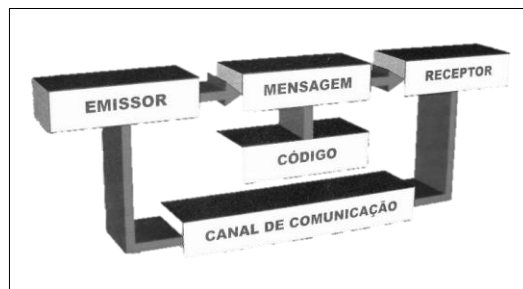 EMISSOR
MENSAGEM
RECEPTOR
CÓDIGO
CANAL DE COMUNICAÇÃO